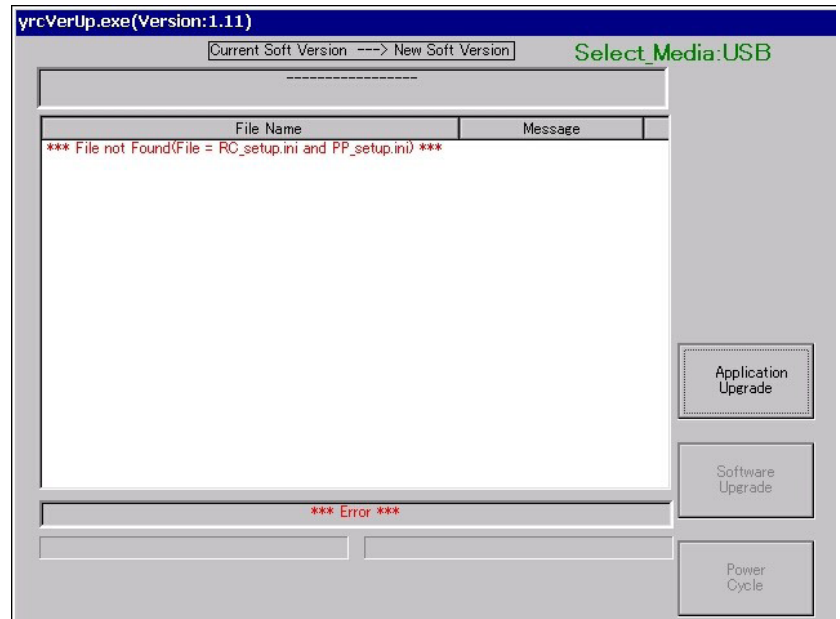 yrcVerUp.exe(Version:1.11)
Current Soft Version ---> New Soft Version
Select_Media:USB
-----------------
File Name Message
*** File not Found(File = RC_setup.ini and PP_setup.ini) ***
Application
Upgrade
Software
Upgrade
*** Error ***
Power
Cycle